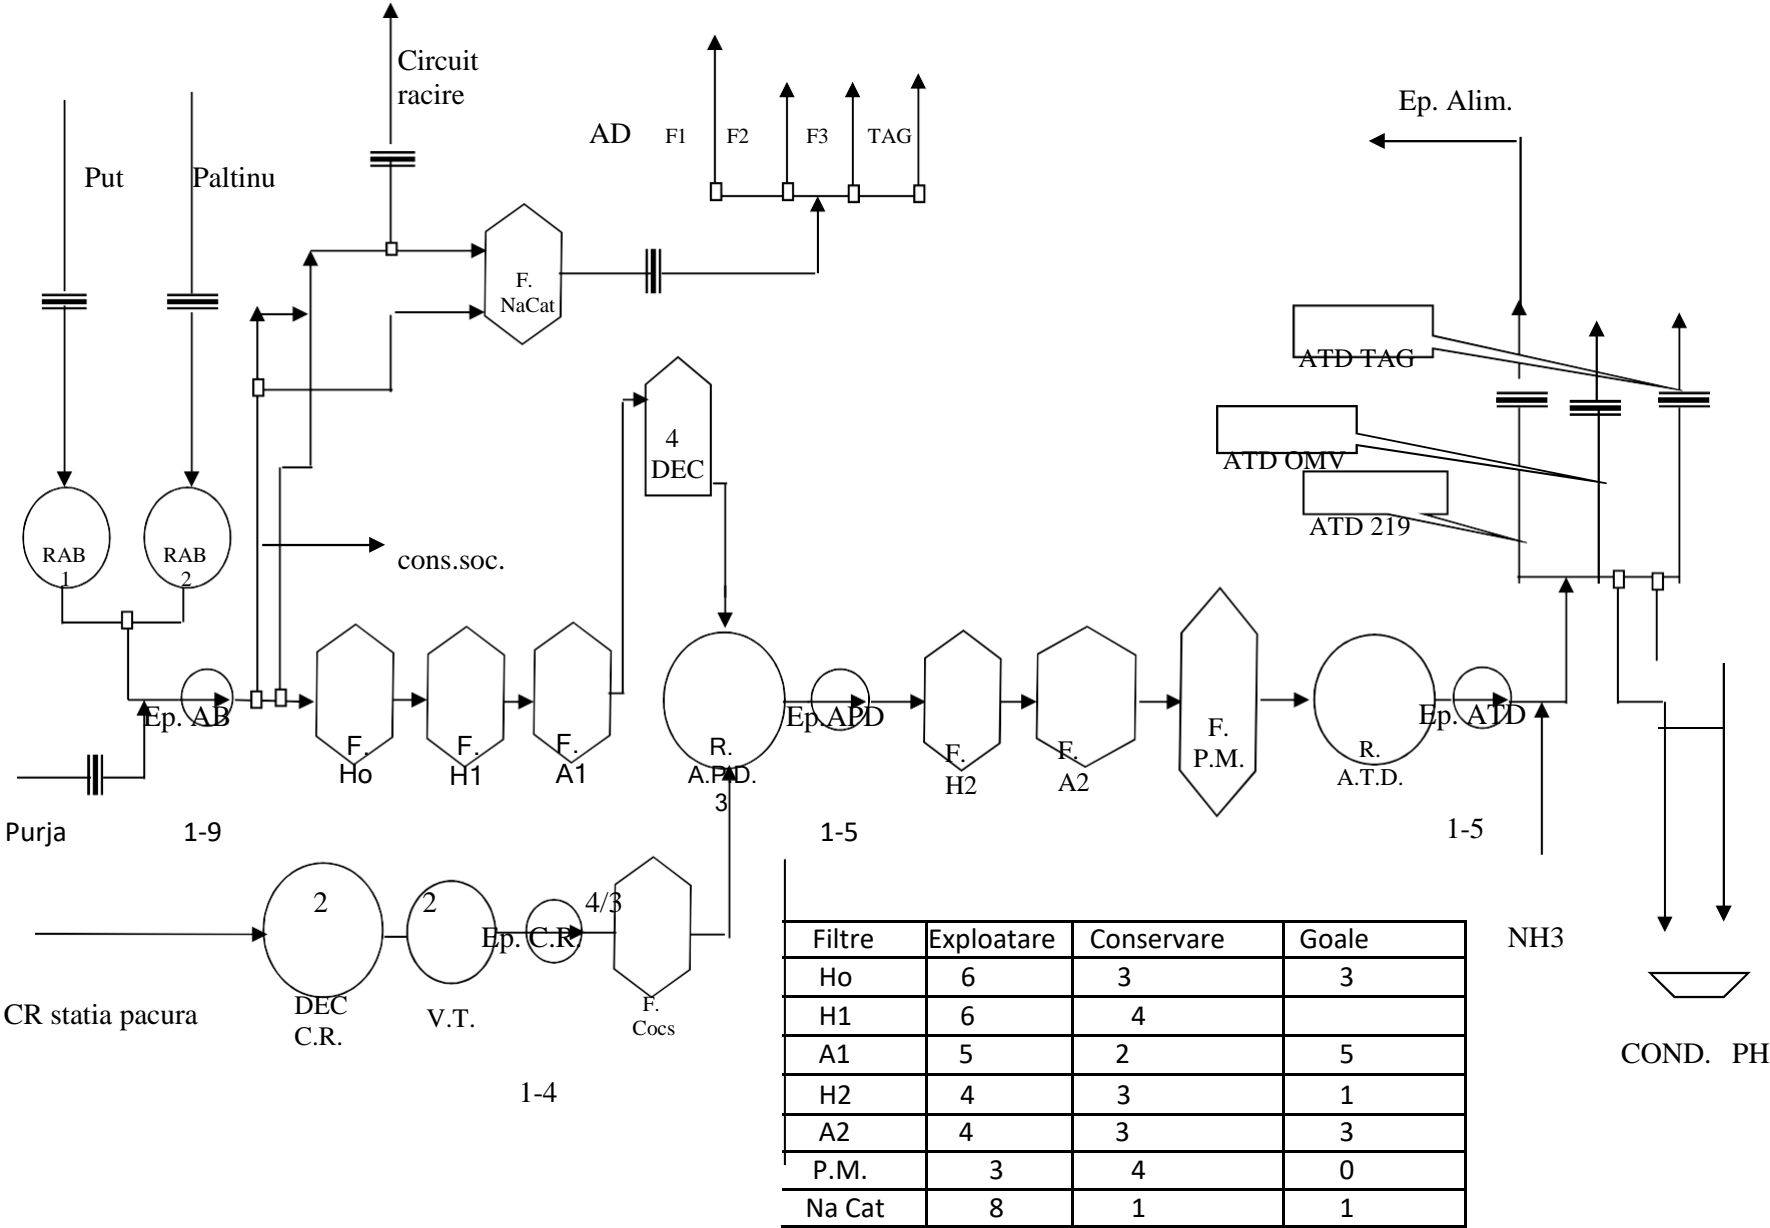 Circuit
racire
Put
Paltinu
AD
F1
F2
F3
TAG
Ep. Alim.
F.
NaCat
ATD TAG
4
DEC
ATD OMV
ATD 219
RAB
1
RAB
2
cons.soc.
Ep. AB
F.
Ho
F.
H1
F.
A1
R.
A.P.D.
3
Ep.APD
F.
H2
F.
A2
F.
P.M.
R.
A.T.D.
Ep. ATD
Purja
1-9
1-5
1-5
2
2
4/3
Ep. C.R.
CR statia pacura
DEC
C.R.
V.T.
F.
Cocs
1-4
NH3
COND. PH
Filtre Exploatare Conservare Goale
Ho 6 3 3
H1 6 4
A1 5 2 5
H2 4 3 1
A2 4 3 3
P.M. 3 4 0
Na Cat 8 1 1